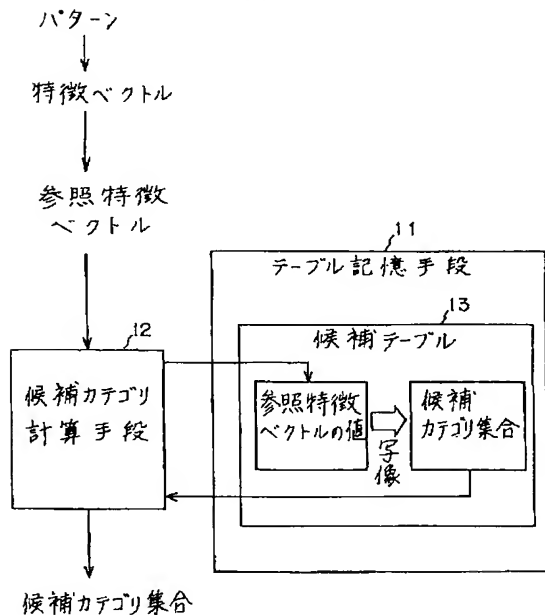 パターン
特徴ベクトル
参照特徴
ベクトル
11
テーブル記憶手段
12
13
候補テーブル
候補カテゴリ
計算手段
参照特徴
ベクトルの値
写像
候補
カテゴリ集合
候補カテゴリ集合